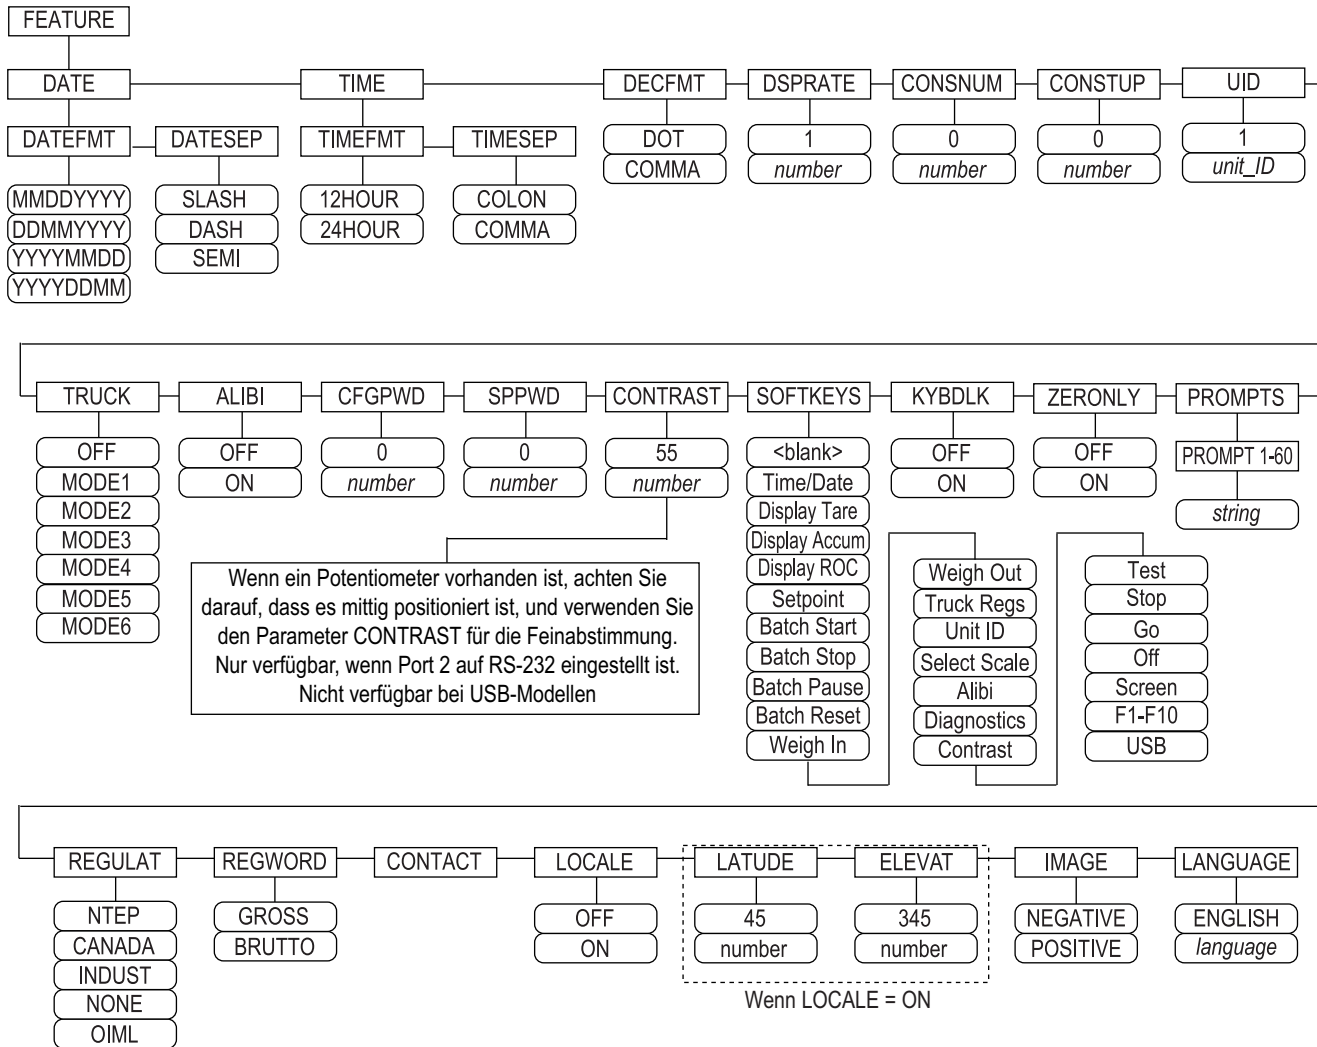 FEATURE
DATE TIME DECFMT DSPRATE CONSNUM CONSTUP UID
DATEFMT DATESEP TIMEFMT TIMESEP DOT 1 0 0 1
COMMA number number number unit_ID
MMDDYYYY SLASH 12HOUR COLON
DDMMYYYY DASH 24HOUR COMMA
YYYYMMDD SEMI
YYYYDDMM
TRUCK ALIBI CFGPWD SPPWD CONTRAST SOFTKEYS KYBDLK ZERONLY PROMPTS
OFF OFF 0 0 55 <blank> OFF OFF PROMPT 1-60
MODE1 ON number number number Time/Date ON ON
MODE2 Display Tare string
MODE3 Display Accum
MODE4 Display ROC
MODE5 Setpoint
MODE6 Batch Start
Batch Stop
Batch Pause
Batch Reset
Weigh In
Wenn ein Potentiometer vorhanden ist, achten Sie
darauf, dass es mittig positioniert ist, und verwenden Sie
den Parameter CONTRAST für die Feinabstimmung.
Nur verfügbar, wenn Port 2 auf RS-232 eingestellt ist.
Nicht verfügbar bei USB-Modellen
Weigh Out
Truck Regs
Unit ID
Select Scale
Alibi
Diagnostics
Contrast
Test
Stop
Go
Off
Screen
F1-F10
USB
REGULAT REGWORD CONTACT LOCALE LATUDE ELEVAT IMAGE LANGUAGE
NTEP GROSS OFF 45 345 NEGATIVE ENGLISH
CANADA BRUTTO ON number number POSITIVE language
INDUST
NONE
OIML
Wenn LOCALE = ON